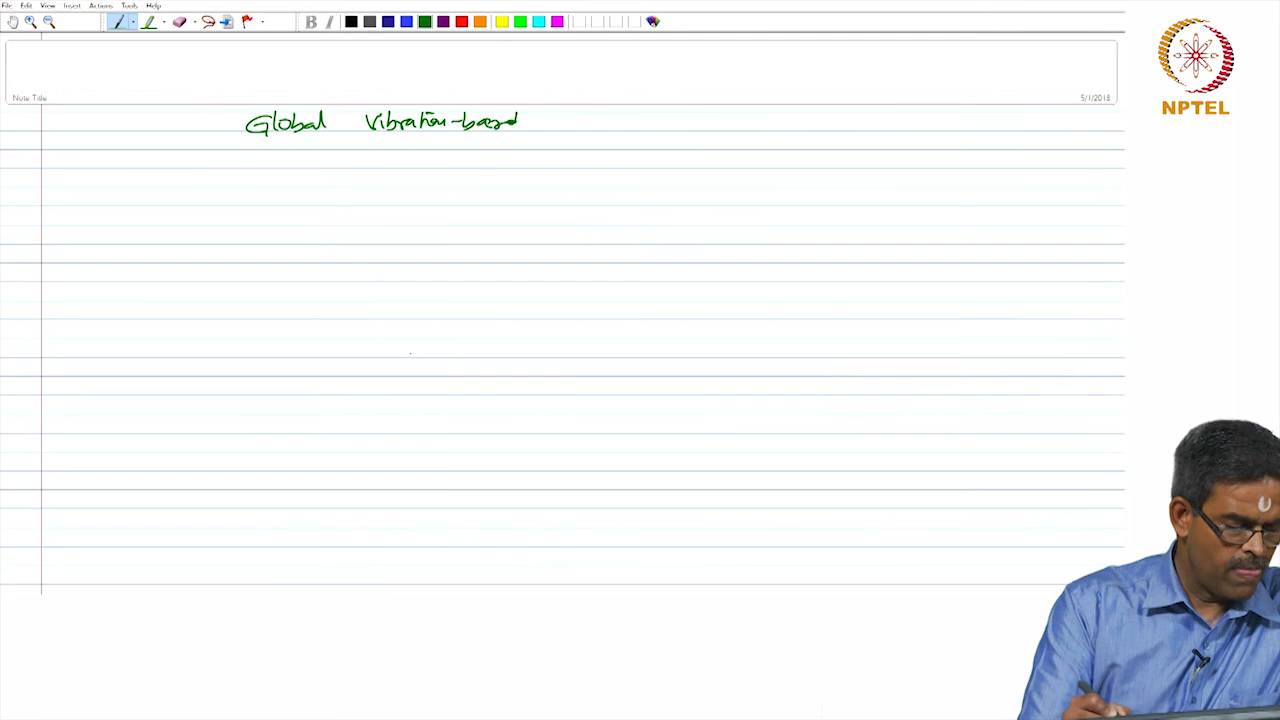 File Edit View Insert Actions Tools Help
B I
Note Title
5/1/2018
Global Vibration-based
NPTEL